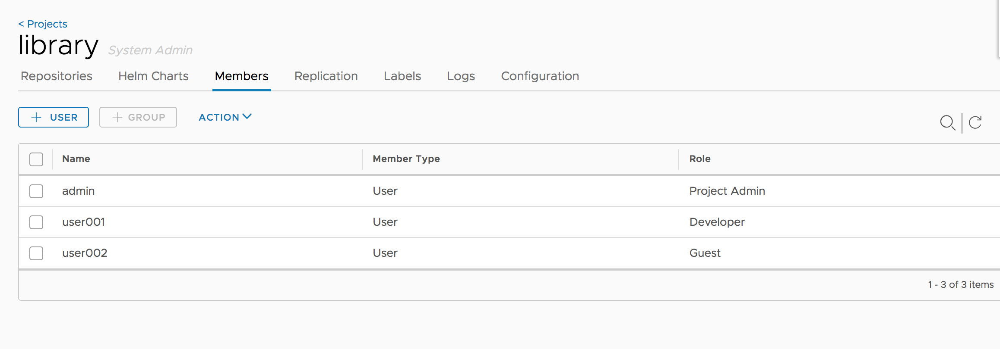 < Projects
library System Admin
Repositories Helm Charts Members Replication Labels Logs Configuration
+ USER + GROUP ACTION
Name Member Type Role
admin User Project Admin
user001 User Developer
user002 User Guest
1 - 3 of 3 items